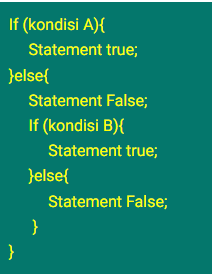 If (kondisi A){
Statement true;
}else{
Statement False;
If (kondisi B){
Statement true;
}else{
Statement False;
}
}